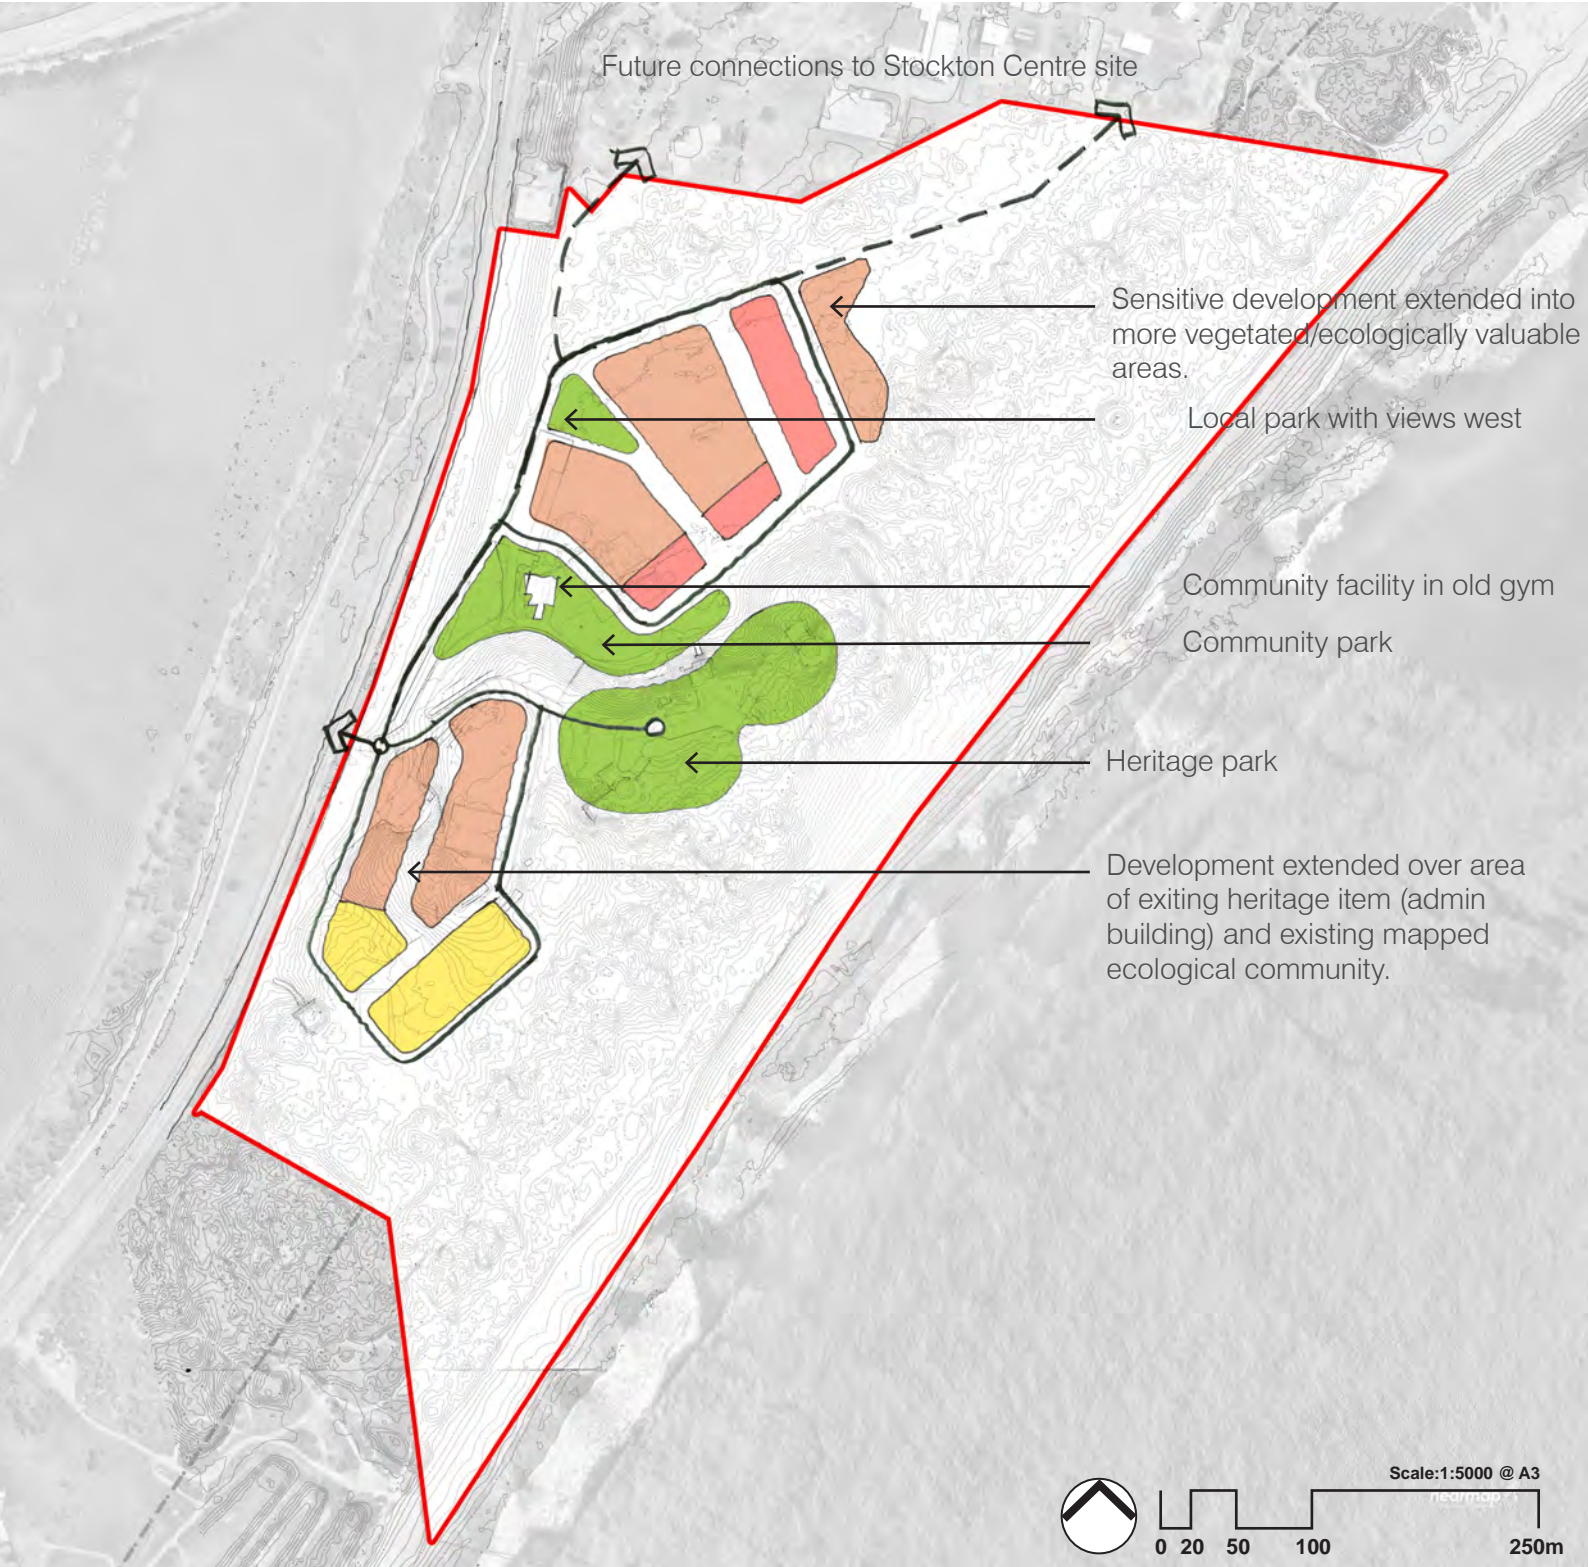 Future connections to Stockton Centre site
Sensitive development extended into
more vegetated/ecologically valuable
areas.
Local park with views west
Community facility in old gym
Community park
Heritage park
Development extended over area
of exiting heritage item (admin
building) and existing mapped
ecological community.
Scale:1:5000 @ A3
nearmap
0 20 50 100 250m